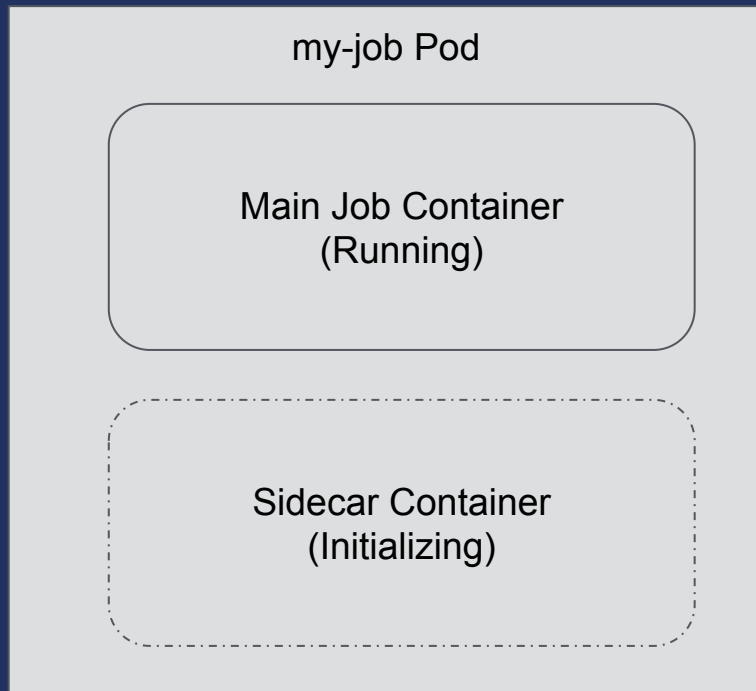 my-job Pod
Main Job Container
(Running)
Sidecar Container
(Initializing)